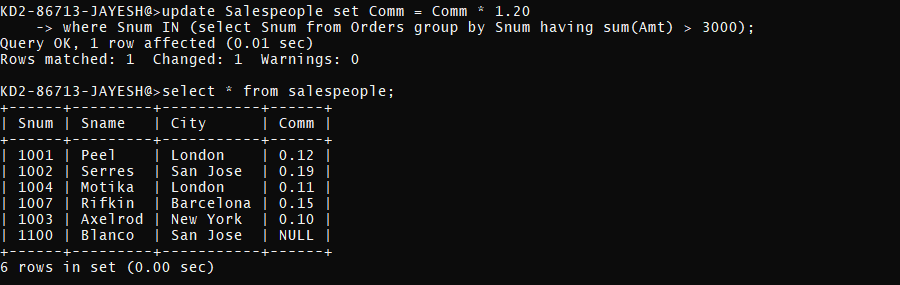 KD2-86713-JAYESH@>update Salespeople set Comm = Comm * 1.20
    -> where Snum IN (select Snum from Orders group by Snum having sum(Amt) > 3000);
Query OK, 1 row affected (0.01 sec)
Rows matched: 1  Changed: 1  Warnings: 0

KD2-86713-JAYESH@>select * from salespeople;
+------+---------+-----------+------+
| Snum | Sname   | City      | Comm |
+------+---------+-----------+------+
| 1001 | Peel    | London    | 0.12 |
| 1002 | Serres  | San Jose  | 0.19 |
| 1004 | Motika  | London    | 0.11 |
| 1007 | Rifkin  | Barcelona | 0.15 |
| 1003 | Axelrod | New York  | 0.10 |
| 1100 | Blanco  | San Jose  | NULL |
+------+---------+-----------+------+
6 rows in set (0.00 sec)